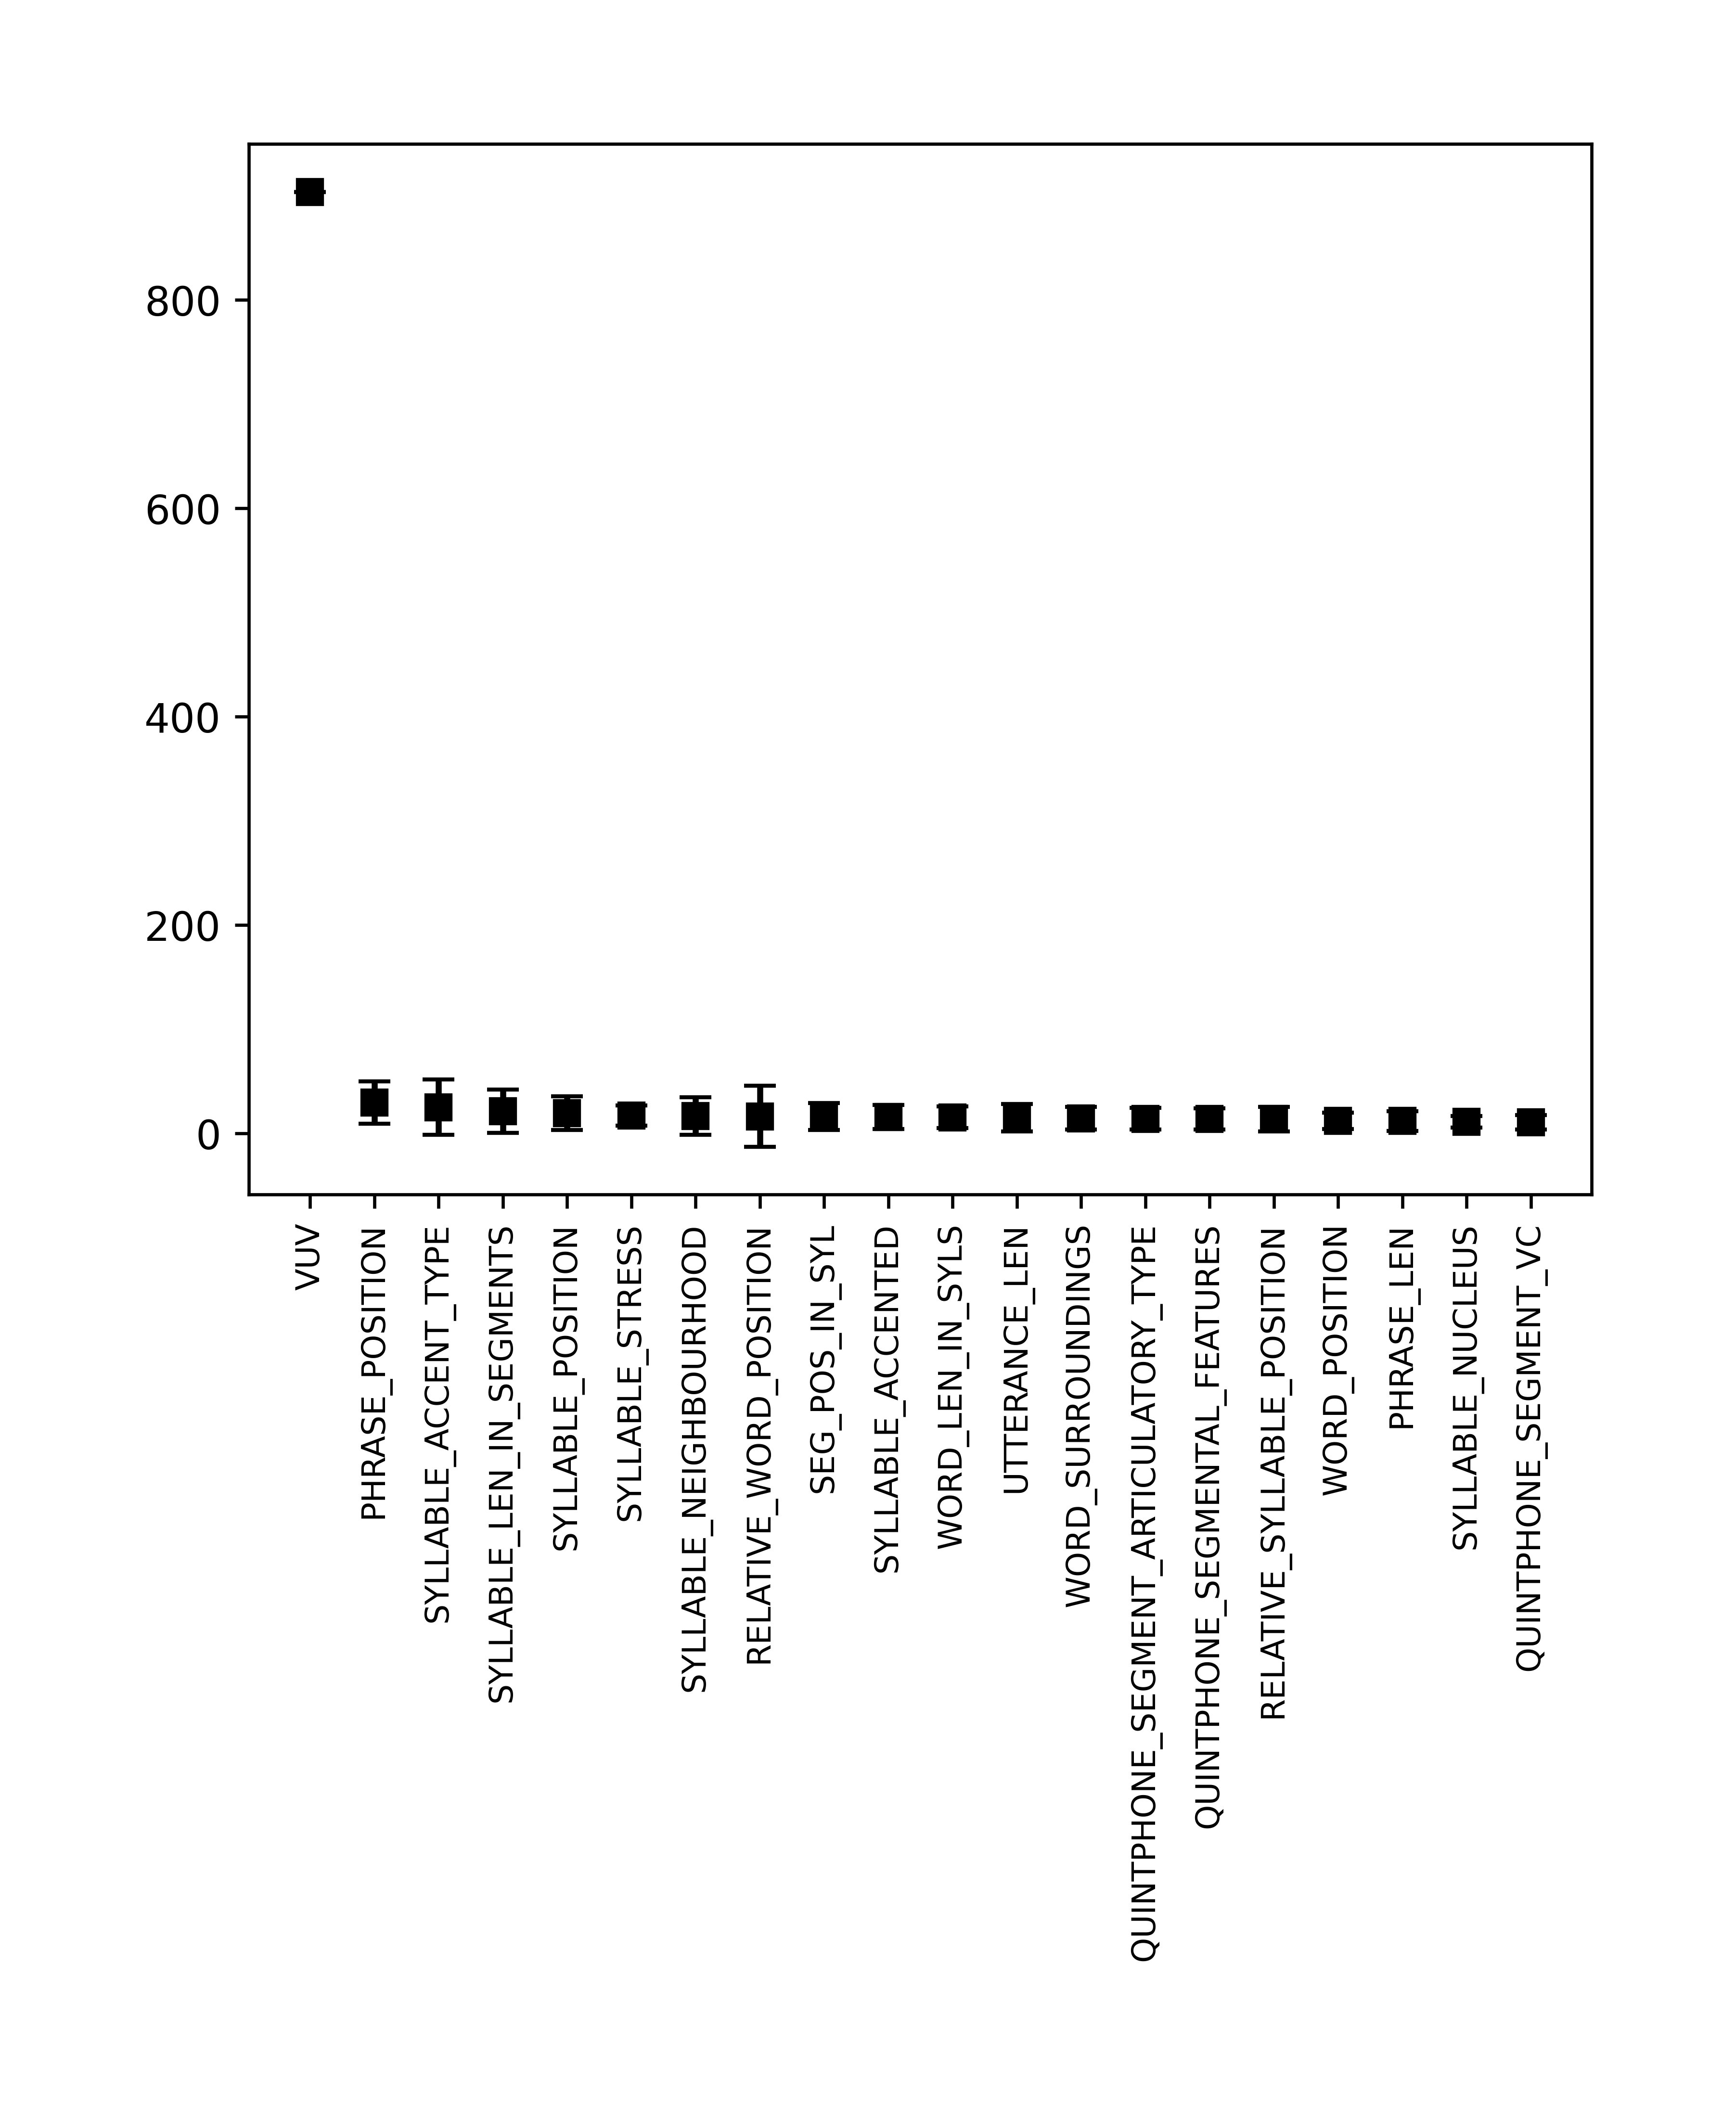 800
600
400
200
0
VUV
PHRASE_POSITION
SYLLABLE_ACCENT_TYPE
SYLLABLE_LEN_IN_SEGMENTS
SYLLABLE_POSITION
SYLLABLE_STRESS
SYLLABLE_NEIGHBOURHOOD
RELATIVE_WORD_POSITION
SEG_POS_IN_SYL
SYLLABLE_ACCENTED
WORD_LEN_IN_SYLS
UTTERANCE_LEN
WORD_SURROUNDINGS
QUINTPHONE_SEGMENT_ARTICULATORY_TYPE
QUINTPHONE_SEGMENTAL_FEATURES
RELATIVE_SYLLABLE_POSITION
WORD_POSITION
PHRASE_LEN
SYLLABLE_NUCLEUS
QUINTPHONE_SEGMENT_VC